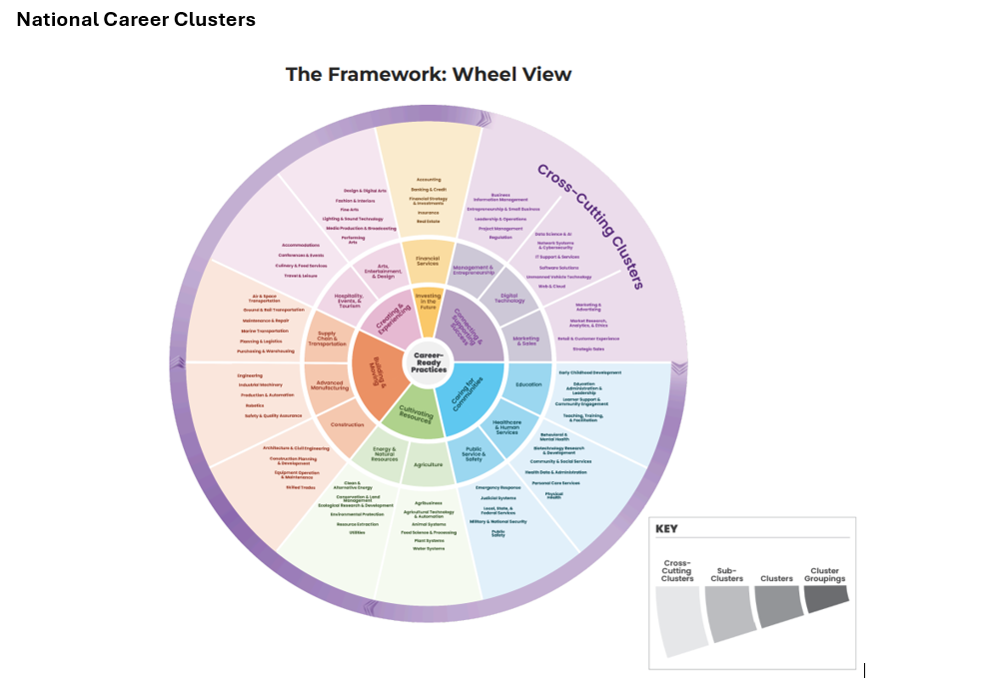 National Career Clusters
The Framework: Wheel View
Cross-Cutting Clusters
Career-
Ready
Practices
Investing
in the
Future
Financial
Services
Accounting
Banking & Credit
Financial Strategy
& Investments
Insurance
Real Estate
Connecting &
Supporting
Success
Management &
Entrepreneurship
Business
Information Management
Entrepreneurship & Small Business
Leadership & Operations
Project Management
Regulation
Digital
Technology
Data Science & AI
Network Systems
& Cybersecurity
IT Support & Services
Software Solutions
Unmanned Vehicle Technology
Web & Cloud
Marketing
& Sales
Marketing &
Advertising
Market Research,
Analytics, & Ethics
Retail & Customer Experience
Strategic Sales
Caring for
Communities
Education
Early Childhood Development
Education
Administration &
Leadership
Learner Support &
Community Engagement
Teaching, Training,
& Facilitation
Healthcare
& Human
Services
Behavioral &
Mental Health
Biotechnology Research
& Development
Community & Social Services
Health Data & Administration
Personal Care Services
Physical
Health
Public
Service &
Safety
Emergency Response
Judicial Systems
Local, State, &
Federal Services
Military & National Security
Public
Safety
Cultivating
Resources
Agriculture
Agribusiness
Agricultural Technology
& Automation
Animal Systems
Food Science & Processing
Plant Systems
Water Systems
Energy &
Natural
Resources
Clean &
Alternative Energy
Conservation & Land
Management
Ecological Research & Development
Environmental Protection
Resource Extraction
Utilities
Building &
Moving
Construction
Architecture & Civil Engineering
Construction Planning
& Development
Equipment Operation
& Maintenance
Skilled Trades
Advanced
Manufacturing
Engineering
Industrial Machinery
Production & Automation
Robotics
Safety & Quality Assurance
Supply
Chain &
Transportation
Air & Space
Transportation
Ground & Rail Transportation
Maintenance & Repair
Marine Transportation
Planning & Logistics
Purchasing & Warehousing
Creating &
Experiencing
Hospitality,
Events, &
Tourism
Accommodations
Conferences & Events
Culinary & Food Services
Travel & Leisure
Arts,
Entertainment,
& Design
Design & Digital Arts
Fashion & Interiors
Fine Arts
Lighting & Sound Technology
Media Production & Broadcasting
Performing
Arts
KEY
Cross-
Cutting
Clusters
Sub-
Clusters
Clusters
Cluster
Groupings